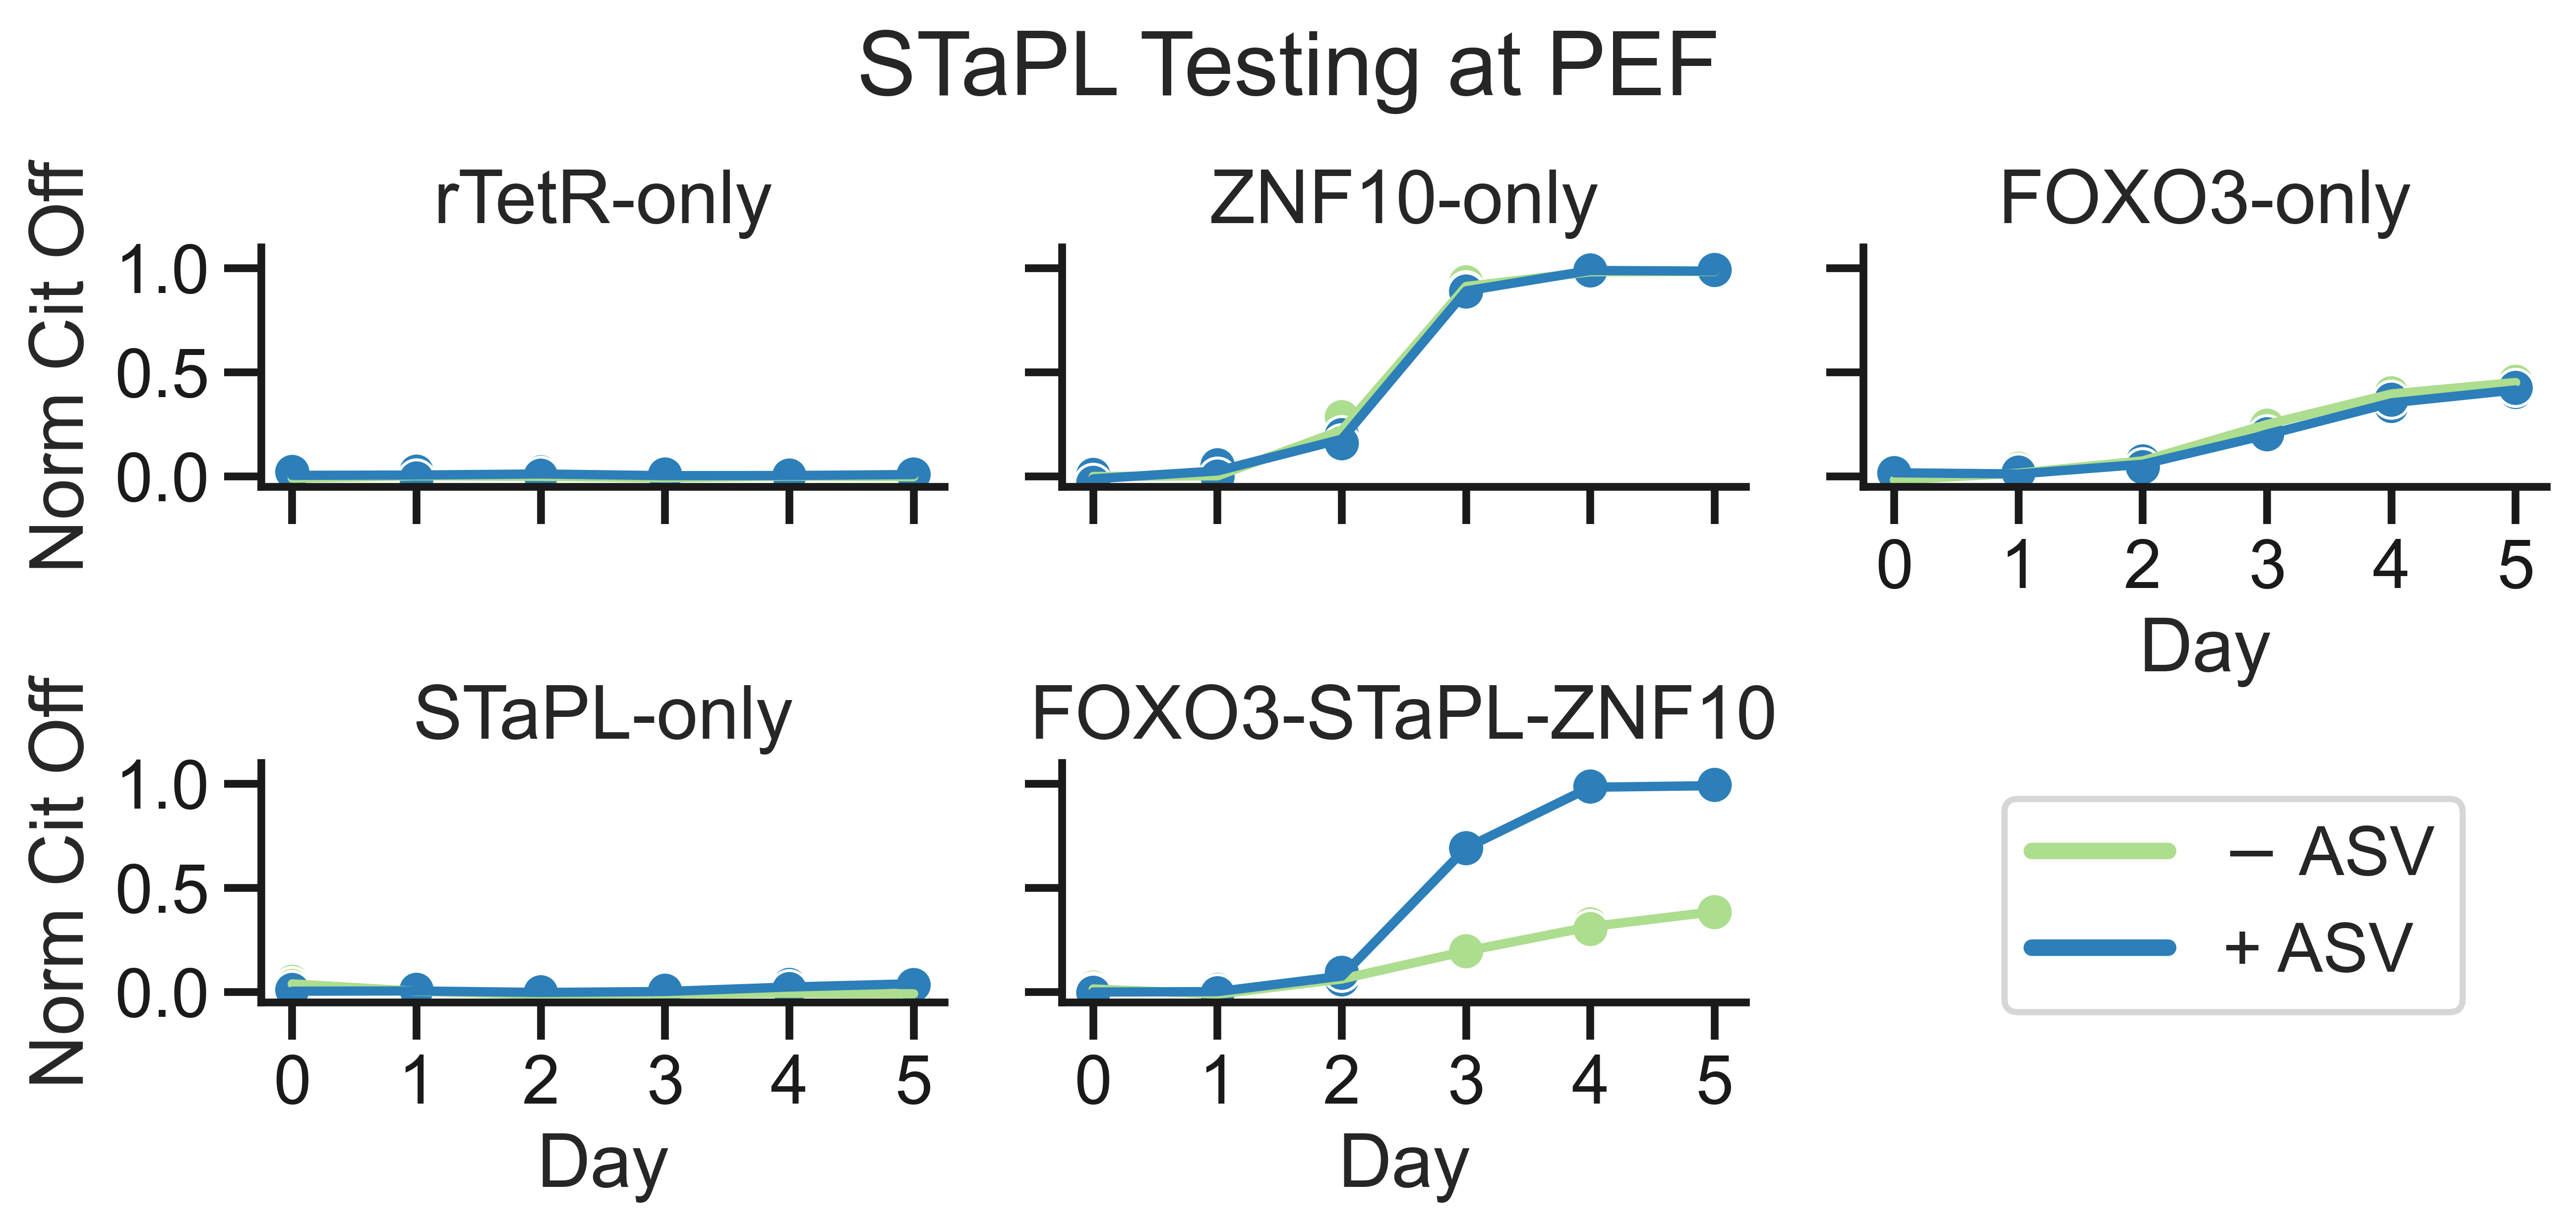 STaPL Testing at PEF
rTetR-only
ZNF10-only
FOXO3-only
Norm Cit Off
1.0
0.5
0.0
0 1 2 3 4 5
Day
STaPL-only
FOXO3-STaPL-ZNF10
Norm Cit Off
1.0
0.5
0.0
0 1 2 3 4 5
Day
0 1 2 3 4 5
Day
− ASV
+ ASV